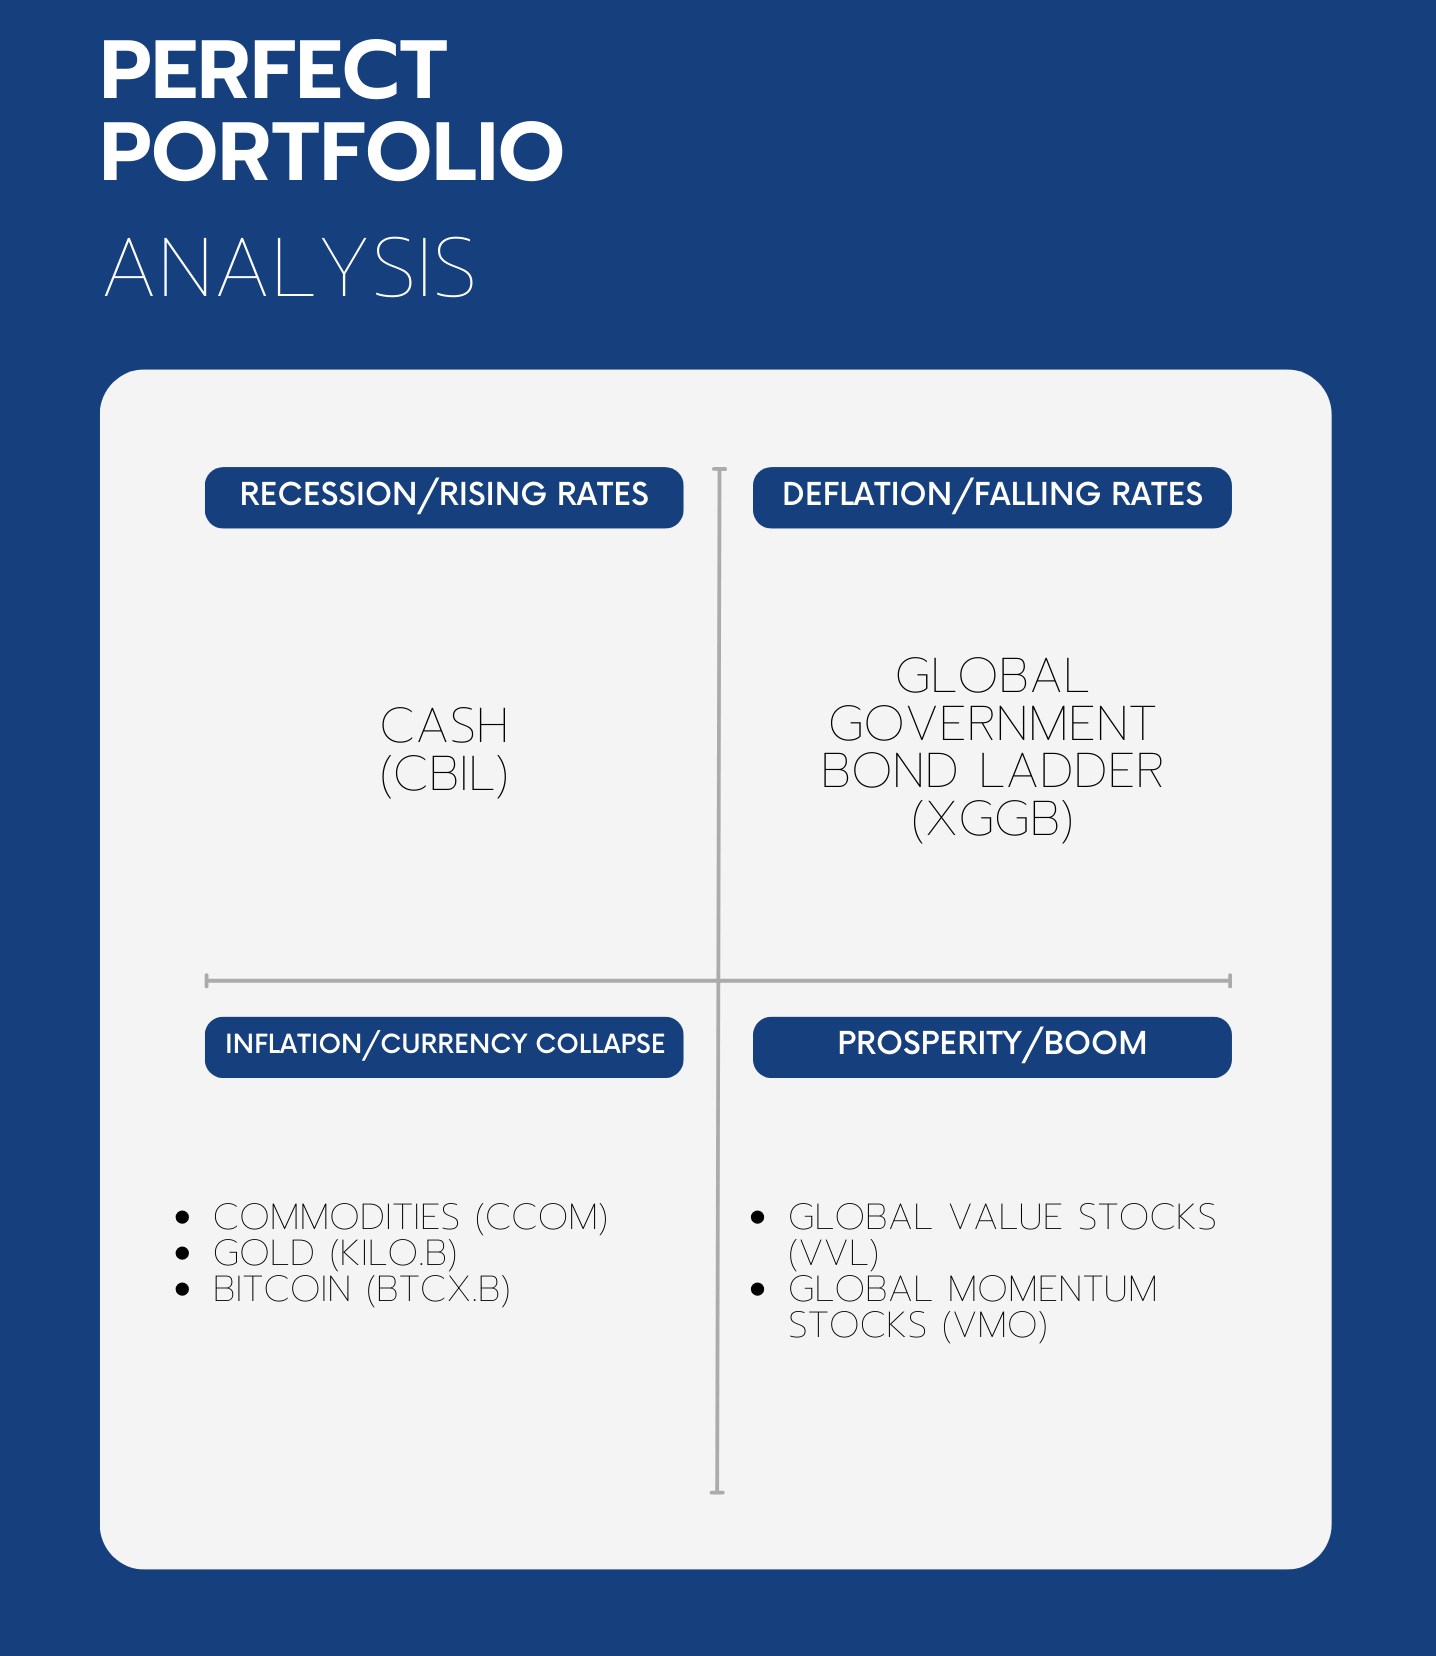 PERFECT
PORTFOLIO
ANALYSIS
RECESSION/RISING RATES
CASH
(CBIL)
DEFLATION/FALLING RATES
GLOBAL
GOVERNMENT
BOND LADDER
(XGGB)
INFLATION/CURRENCY COLLAPSE
• COMMODITIES (CCOM)
• GOLD (KILO.B)
• BITCOIN (BTCX.B)
PROSPERITY/BOOM
• GLOBAL VALUE STOCKS
(VVL)
• GLOBAL MOMENTUM
STOCKS (VMO)